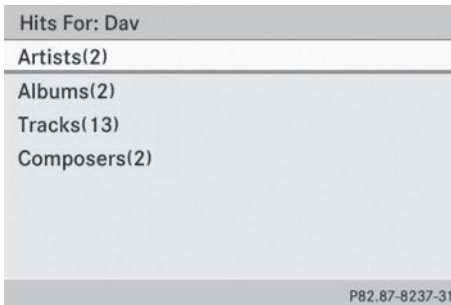 Hits For: Dav
Artists(2)
Albums(2)
Tracks(13)
Composers(2)
P82.87-8237-31